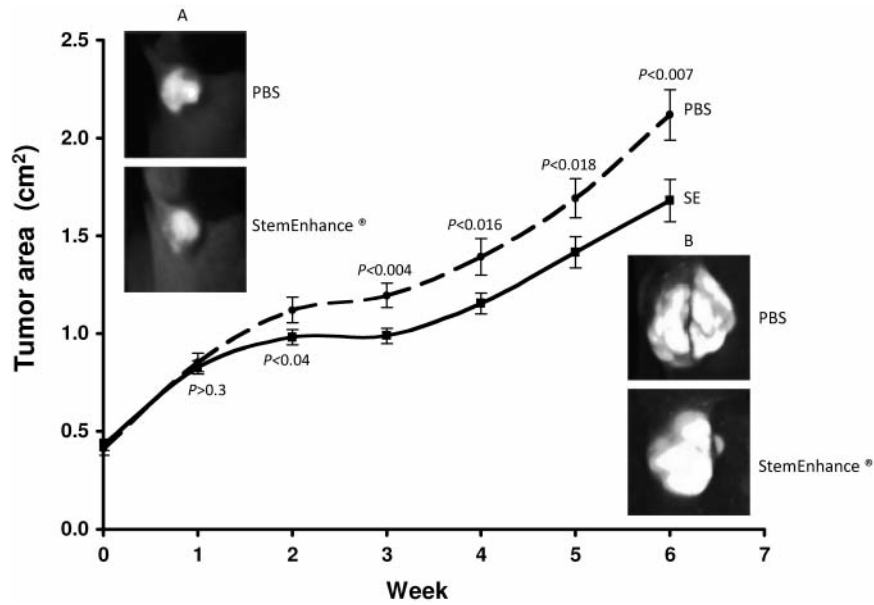 A
PBS
StemEnhance ®
2.5
2.0
1.5
1.0
0.5
0.0
Tumor area (cm²)
P<0.007
PBS
P<0.018
SE
P<0.016
P<0.004
B
P<0.04
P>0.3
PBS
StemEnhance ®
0 1 2 3 4 5 6 7
Week